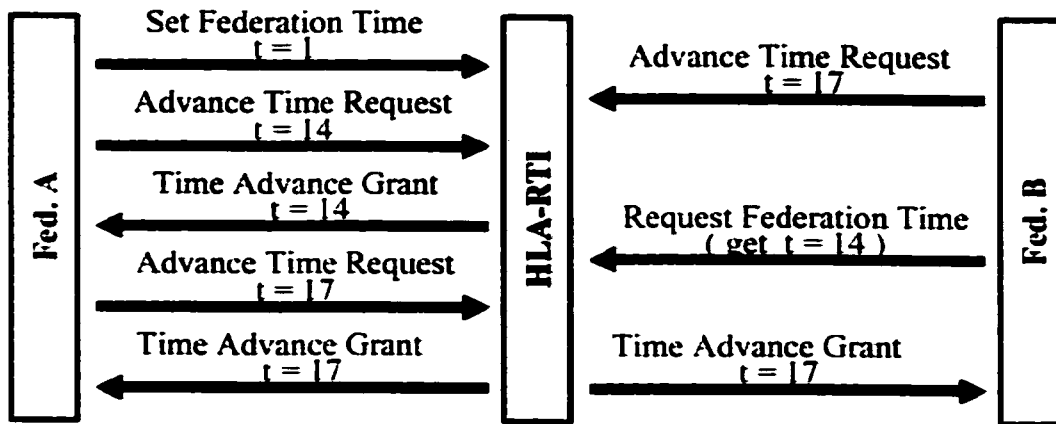 Fed. A
Set Federation Time
t = 1
Advance Time Request
t = 14
Time Advance Grant
t = 14
Advance Time Request
t = 17
Time Advance Grant
t = 17
HLA-RTI
Advance Time Request
t = 17
Request Federation Time
( get t = 14 )
Time Advance Grant
t = 17
Fed. B